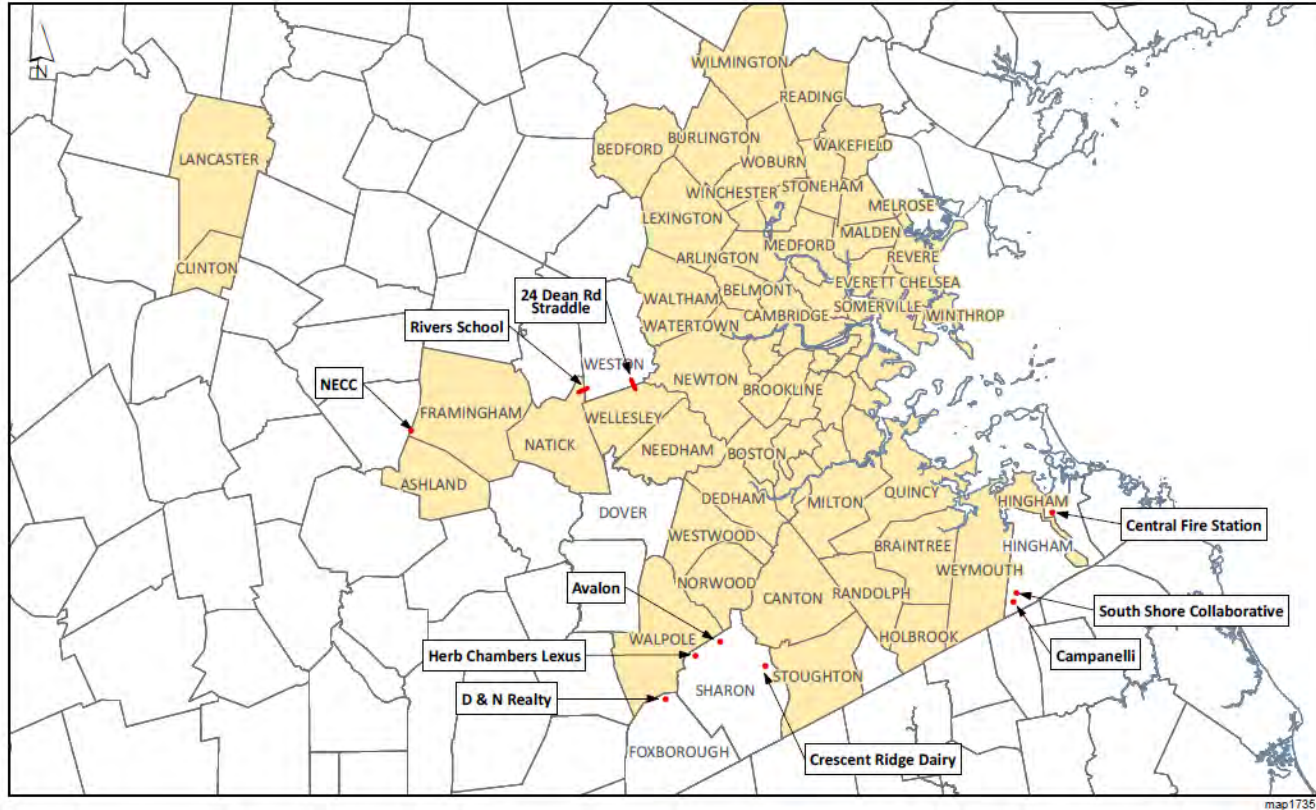 N
WILMINGTON
READING
BURLINGTON
BEDFORD
WAKEFIELD
WOBURN
LANCASTER
STONEHAM
WINCHESTER
MELROSE
LEXINGTON
MALDEN
MEDFORD
ARLINGTON
REVERE
CLINTON
EVERETT CHELSEA
BELMONT
24 Dean Rd
Straddle
WALTHAM
SOMERVILLE
CAMBRIDGE
WINTHROP
Rivers School
WATERTOWN
WESTON
NEWTON
NECC
BROOKLINE
FRAMINGHAM
WELLESLEY
NATICK
NEEDHAM
BOSTON
ASHLAND
QUINCY
DEDHAM
MILTON
HINGHAM
DOVER
Central Fire Station
WESTWOOD
BRAINTREE
HINGHAM
WEYMOUTH
NORWOOD
Avalon
CANTON
RANDOLPH
South Shore Collaborative
WALPOLE
HOLBROOK
Herb Chambers Lexus
Campanelli
STOUGHTON
SHARON
D & N Realty
FOXBOROUGH
Crescent Ridge Dairy
map1735